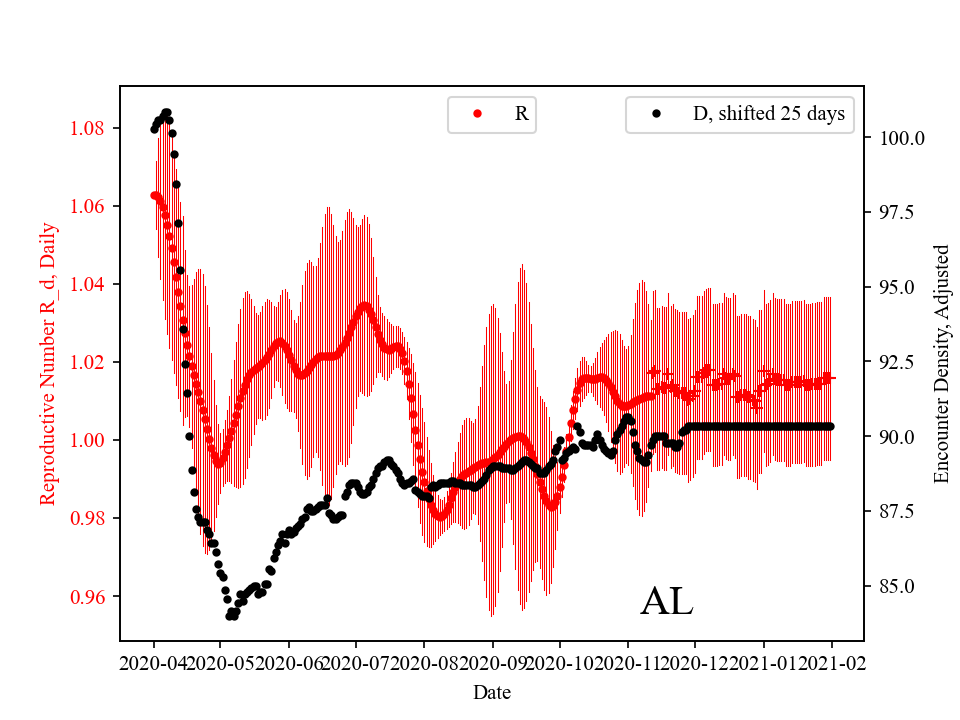 R
D, shifted 25 days
1.08
1.06
1.04
1.02
1.00
0.98
0.96
Reproductive Number R_d, Daily
100.0
97.5
95.0
92.5
90.0
87.5
85.0
Encounter Density, Adjusted
AL
2020-04 2020-05 2020-06 2020-07 2020-08 2020-09 2020-10 2020-11 2020-12 2021-01 2021-02
Date